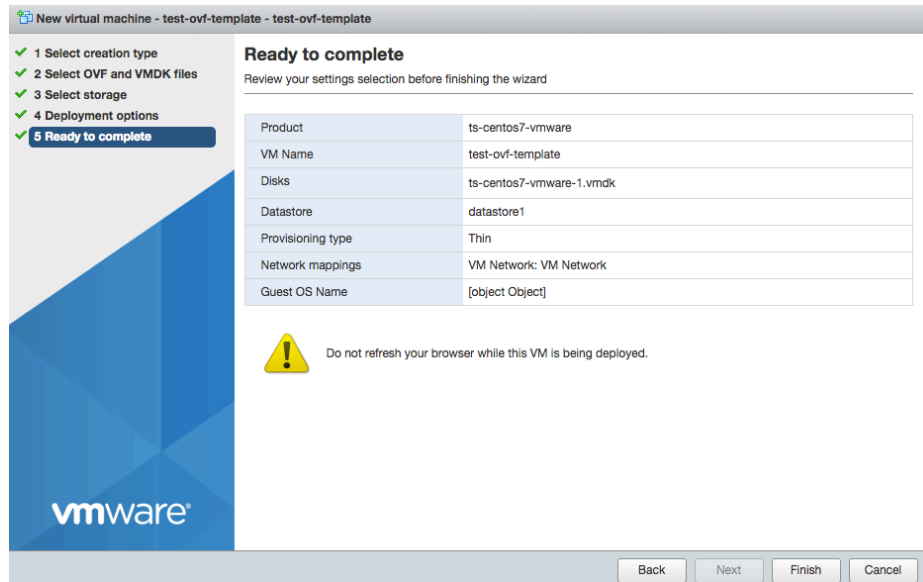 New virtual machine - test-ovf-template - test-ovf-template
1 Select creation type
2 Select OVF and VMDK files
3 Select storage
4 Deployment options
5 Ready to complete
Ready to complete
Review your settings selection before finishing the wizard
Product ts-centos7-vmware
VM Name test-ovf-template
Disks ts-centos7-vmware-1.vmdk
Datastore datastore1
Provisioning type Thin
Network mappings VM Network: VM Network
Guest OS Name [object Object]
Do not refresh your browser while this VM is being deployed.
vmware®
Back Next Finish Cancel